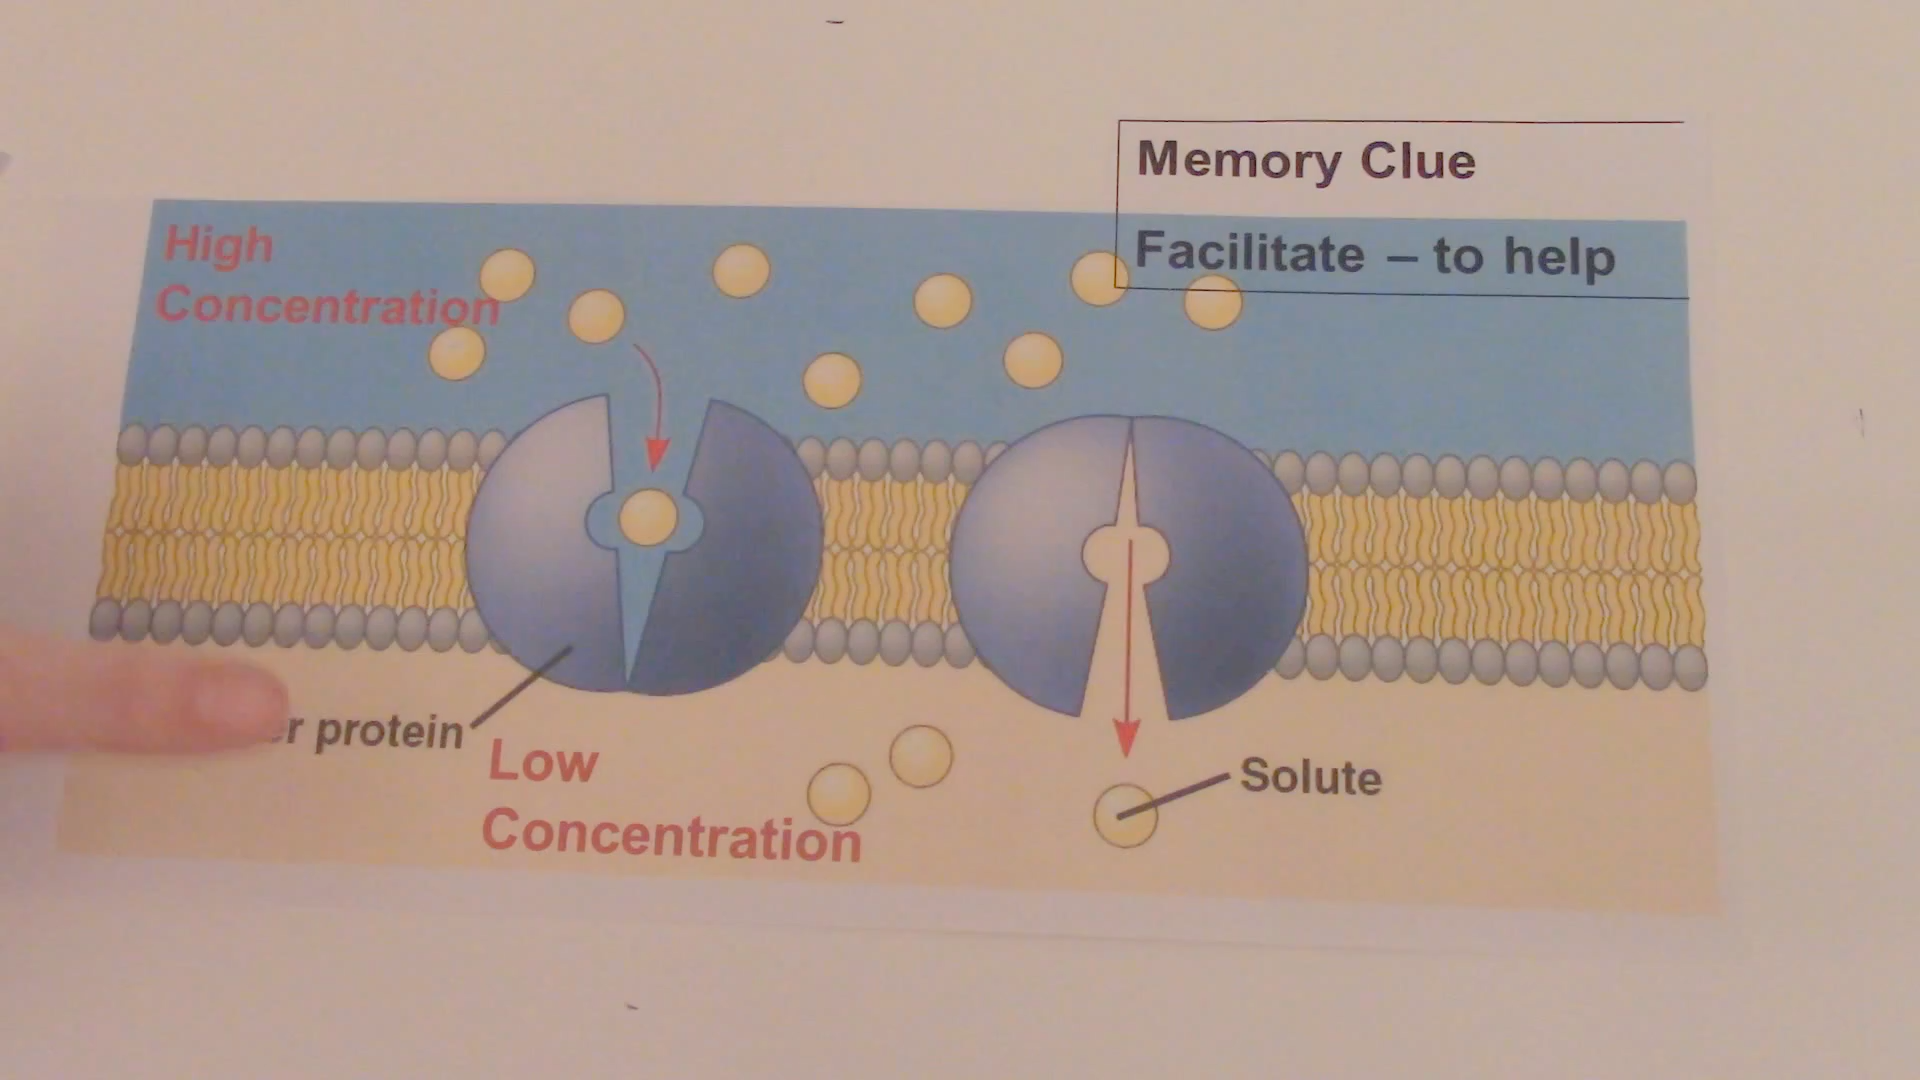 Memory Clue
Facilitate – to help
High
Concentration
r protein
Low
Concentration
Solute